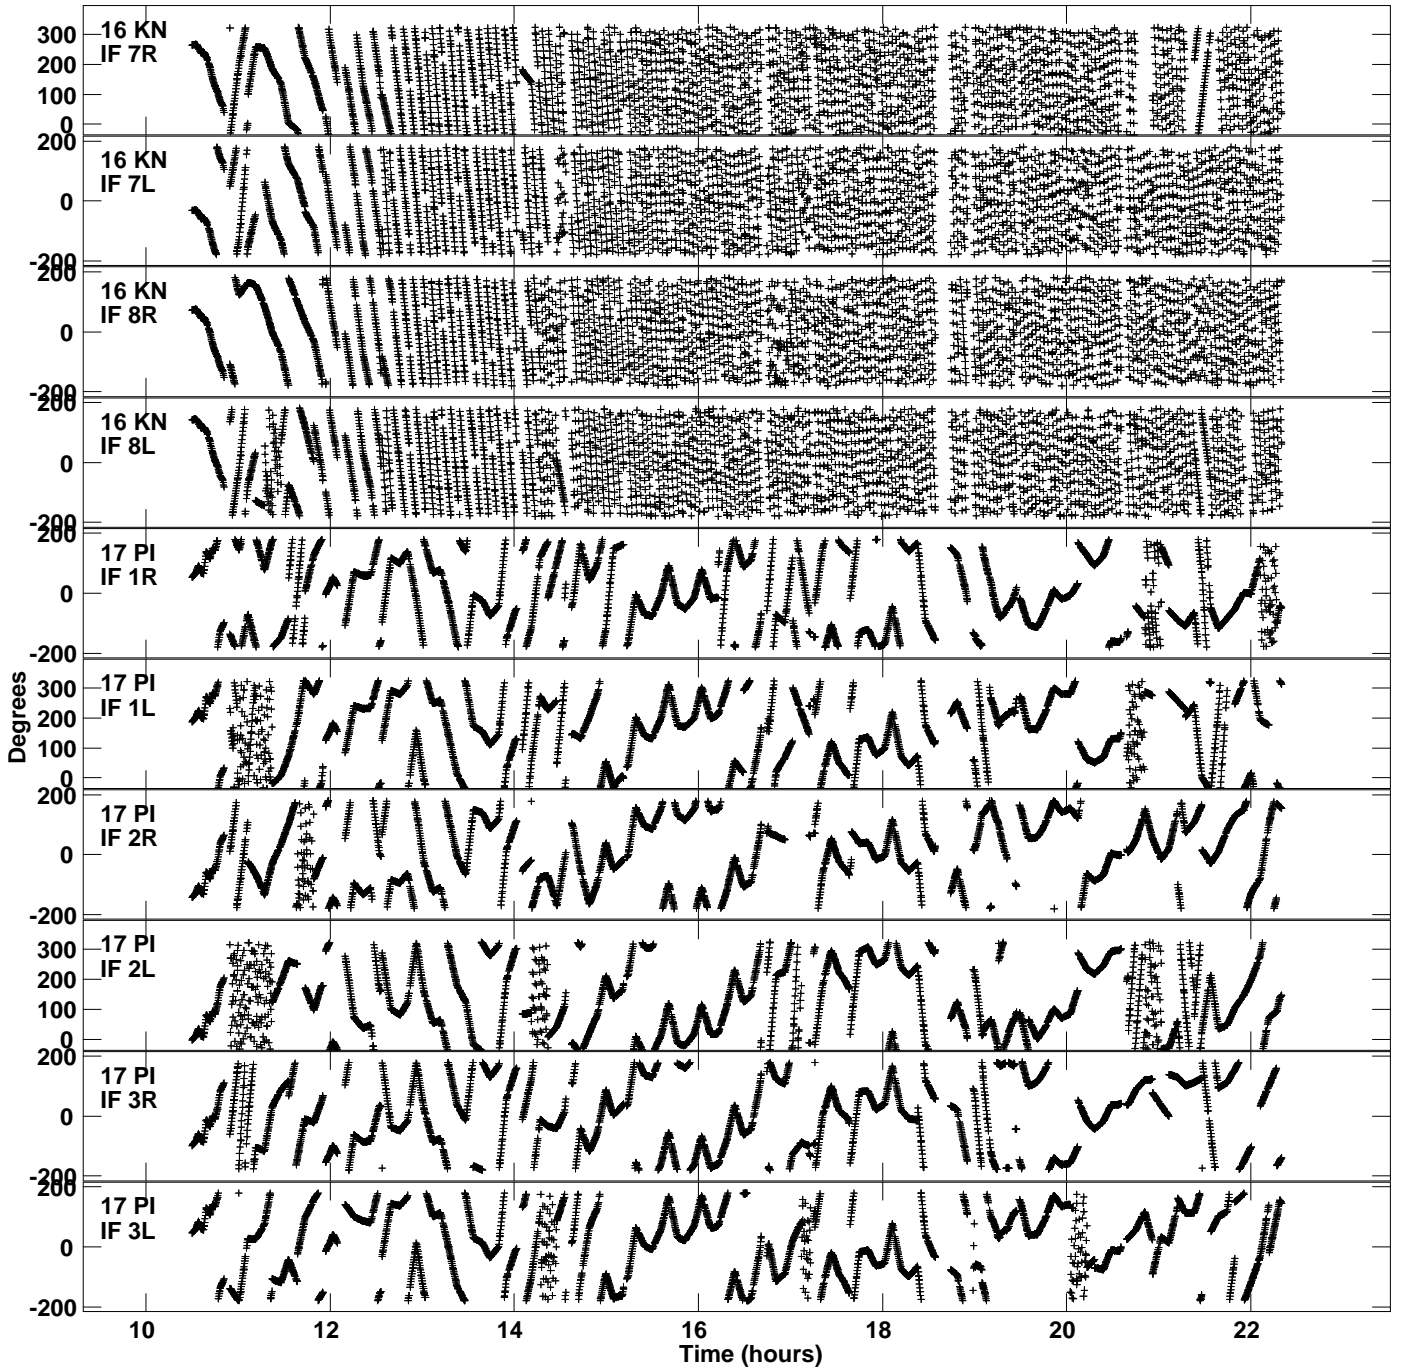 300
200
100
0
16 KN
IF 7R
200
0
-200
16 KN
IF 7L
200
0
-200
16 KN
IF 8R
200
0
-200
16 KN
IF 8L
200
0
-200
17 PI
IF 1R
300
200
100
0
17 PI
IF 1L
200
0
-200
17 PI
IF 2R
300
200
100
0
17 PI
IF 2L
200
0
-200
17 PI
IF 3R
200
0
-200
17 PI
IF 3L
Degrees
10 12 14 16 18 20 22
Time (hours)